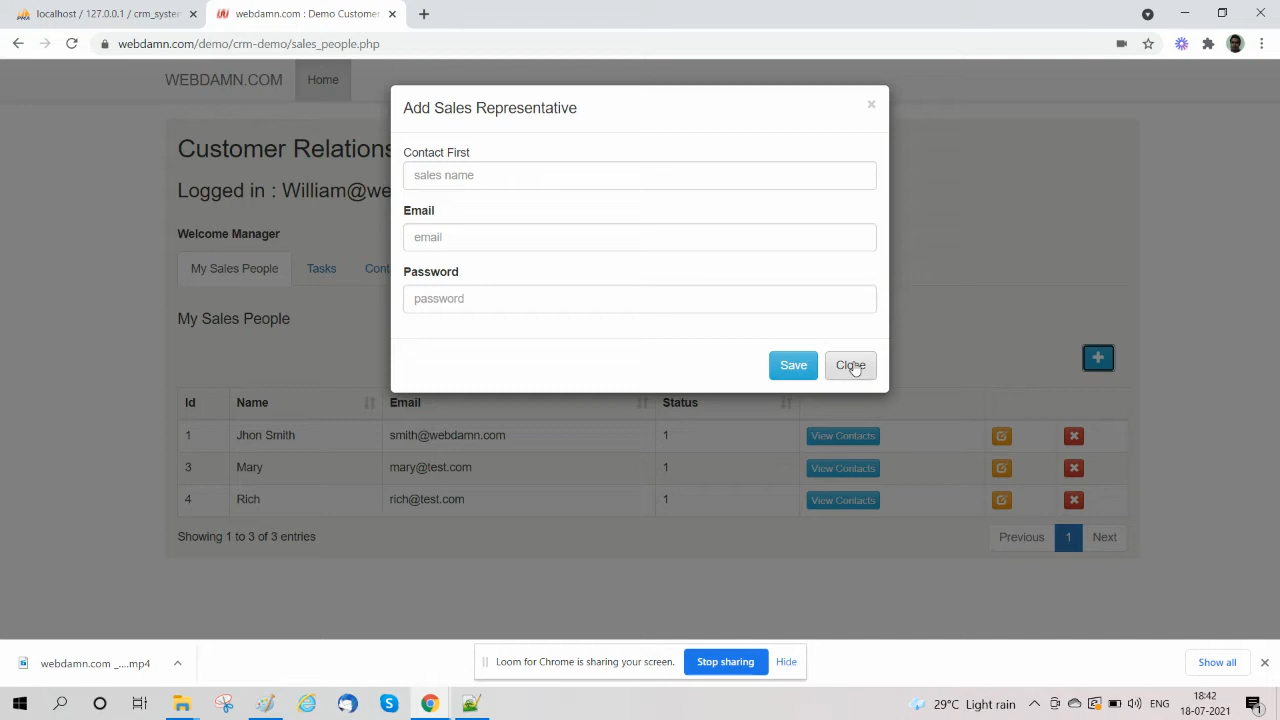 localhost / 127.0.0.1 / crm_system
webdamn.com : Demo Customer
webdamn.com/demo/crm-demo/sales_people.php
WEBDAMN.COM
Home
Add Sales Representative
×
Customer Relations
Logged in : William@we
Welcome Manager
My Sales People
Tasks
Cont
Contact First
sales name
Email
email
Password
password
Save
Close
My Sales People
+
Id Name Email Status
1 Jhon Smith smith@webdamn.com 1 View Contacts
3 Mary mary@test.com 1 View Contacts
4 Rich rich@test.com 1 View Contacts
Showing 1 to 3 of 3 entries
Previous 1 Next
webdamn.com _....mp4
Loom for Chrome is sharing your screen.
Stop sharing
Hide
Show all
29°C Light rain
ENG
18:42
18-07-2021
1